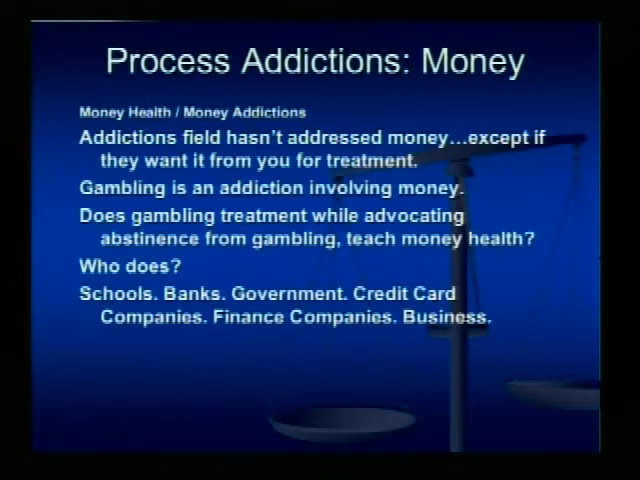 Process Addictions: Money
Money Health / Money Addictions
Addictions field hasn't addressed money...except if
they want it from you for treatment.
Gambling is an addiction involving money.
Does gambling treatment while advocating
abstinence from gambling, teach money health?
Who does?
Schools. Banks. Government. Credit Card
Companies. Finance Companies. Business.